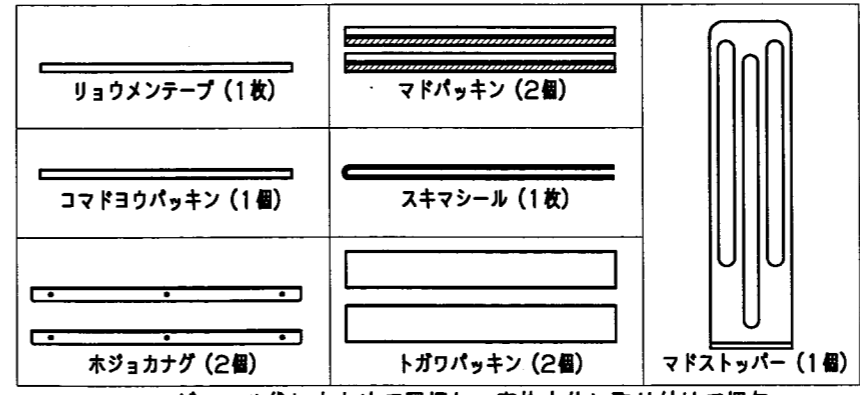 リョウメンテープ（1枚）
マドパッキン（2個）
コマドヨウパッキン（1個）
スキマシール（1枚）
ホジョカナグ（2個）
トガワパッキン（2個）
マドストッパー（1個）